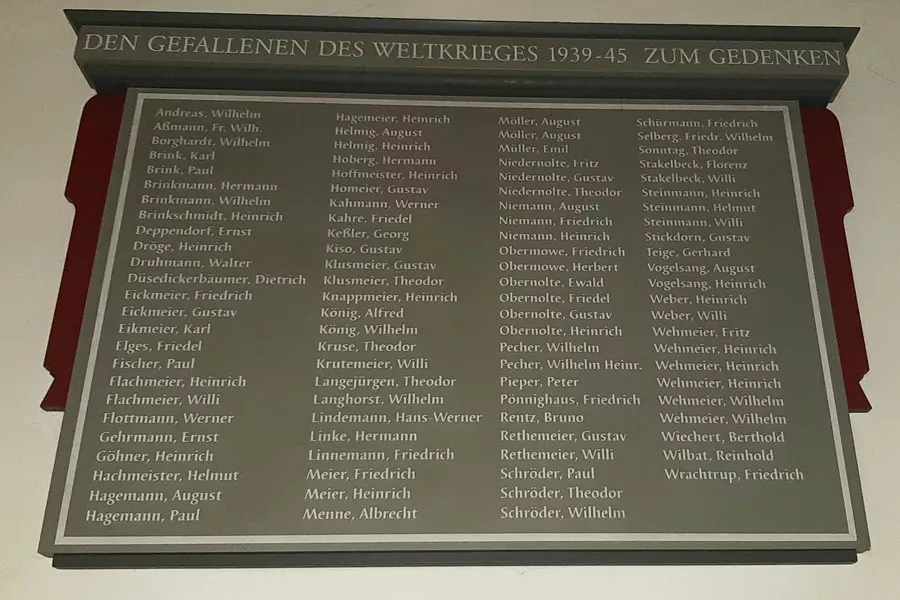 DEN GEFALLENEN DES WELTKRIEGES 1939-45 ZUM GEDENKEN
Andreas, Wilhelm
Aßmann, Fr. Wilh.
Borghardt, Wilhelm
Brink, Karl
Brink, Paul
Brinkmann, Hermann
Brinkmann, Wilhelm
Brinkschmidt, Heinrich
Deppendorf, Ernst
Dröge, Heinrich
Druhmann, Walter
Düsedickerbäumer, Dietrich
Eickmeier, Friedrich
Eickmeier, Gustav
Eikmeier, Karl
Elges, Friedel
Fischer, Paul
Flachmeier, Heinrich
Flachmeier, Willi
Flottmann, Werner
Gehrmann, Ernst
Göhner, Heinrich
Hachmeister, Helmut
Hagemann, August
Hagemann, Paul
Hagemeier, Heinrich
Helmig, August
Helmig, Heinrich
Hoberg, Hermann
Hoffmeister, Heinrich
Homeier, Gustav
Kahmann, Werner
Kahre, Friedel
Keßler, Georg
Kiso, Gustav
Klusmeier, Gustav
Klusmeier, Theodor
Knappmeier, Heinrich
König, Alfred
König, Wilhelm
Kruse, Theodor
Krutemeier, Willi
Langejürgen, Theodor
Langhorst, Wilhelm
Lindemann, Hans-Werner
Linke, Hermann
Linnemann, Friedrich
Meier, Friedrich
Meier, Heinrich
Menne, Albrecht
Möller, August
Möller, August
Müller, Emil
Niedernolte, Fritz
Niedernolte, Gustav
Niedernolte, Theodor
Niemann, August
Niemann, Friedrich
Niemann, Heinrich
Obermowe, Friedrich
Obermowe, Herbert
Obernolte, Ewald
Obernolte, Friedel
Obernolte, Gustav
Obernolte, Heinrich
Pecher, Wilhelm
Pecher, Wilhelm Heinr.
Pieper, Peter
Pönnighaus, Friedrich
Rentz, Bruno
Rethemeier, Gustav
Rethemeier, Willi
Schröder, Paul
Schröder, Theodor
Schröder, Wilhelm
Schürmann, Friedrich
Selberg, Friedr. Wilhelm
Sonntag, Theodor
Stakelbeck, Florenz
Stakelbeck, Willi
Steinmann, Heinrich
Steinmann, Helmut
Steinmann, Willi
Stickdorn, Gustav
Teige, Gerhard
Vogelsang, August
Vogelsang, Heinrich
Weber, Heinrich
Weber, Willi
Wehmeier, Fritz
Wehmeier, Heinrich
Wehmeier, Heinrich
Wehmeier, Heinrich
Wehmeier, Wilhelm
Wehmeier, Wilhelm
Wiechert, Berthold
Wilbat, Reinhold
Wrachtrup, Friedrich